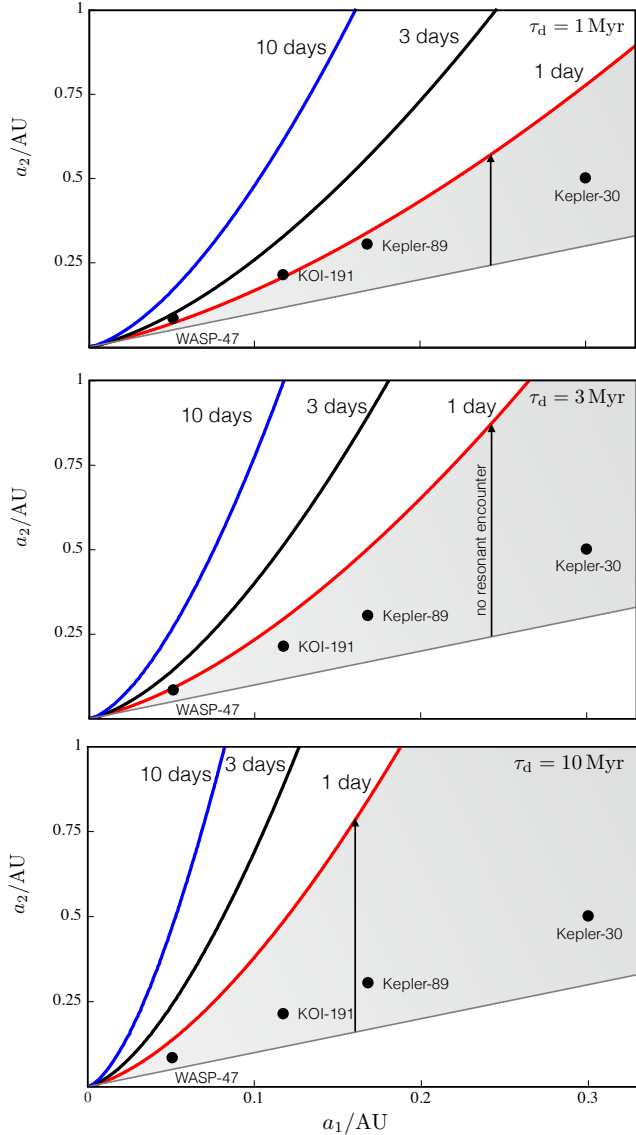 1
τd = 1 Myr
3 days
10 days
1 day
0.75
a2/AU
0.5
Kepler-30
Kepler-89
0.25
KOI-191
WASP-47
1
τd = 3 Myr
10 days
3 days
1 day
0.75
a2/AU
no resonant encounter
0.5
Kepler-30
Kepler-89
0.25
KOI-191
WASP-47
1
τd = 10 Myr
10 days
3 days
1 day
0.75
a2/AU
0.5
Kepler-30
Kepler-89
0.25
KOI-191
WASP-47
0
0.1
0.2
0.3
a1/AU